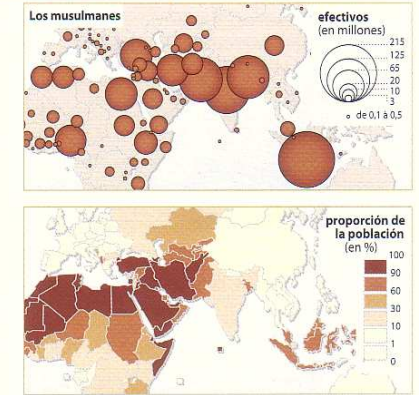 Los musulmanes
efectivos
(en millones)
215
125
65
20
10
3
de 0,1 à 0,5
proporción de
la población
(en %)
100
90
60
30
10
1
0